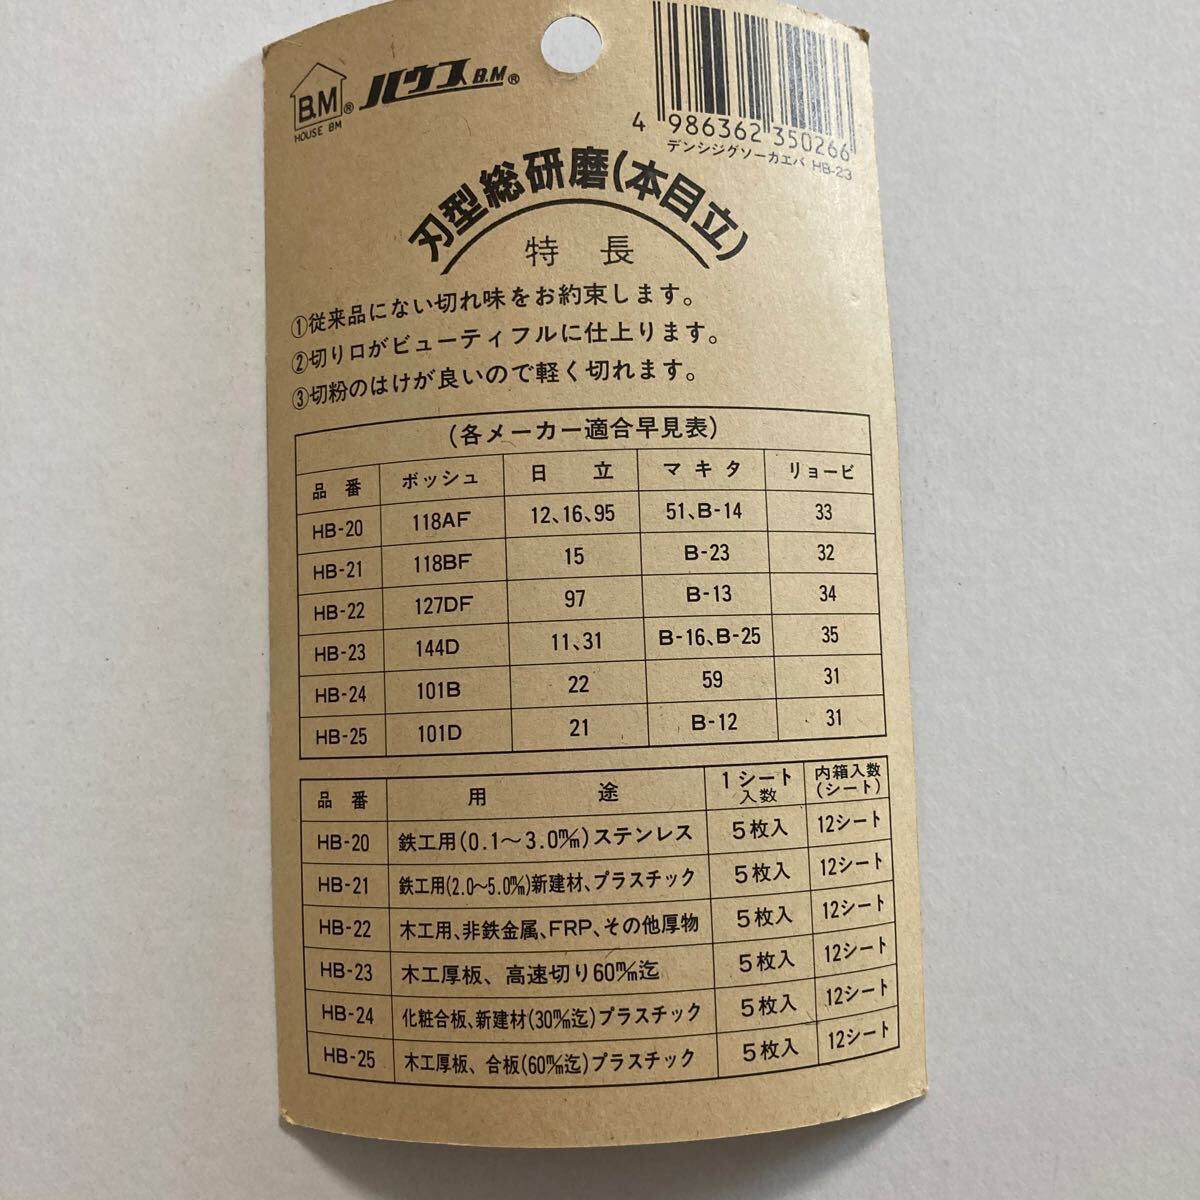 B.M ®
HOUSE BM
ハウス B.M ®
4 986362 350266
デンシジグソーカエバ HB-23
刃型総研磨(本目立)
特長
①従来品にない切れ味をお約束します。
②切り口がビューティフルに仕上ります。
③切粉のはけが良いので軽く切れます。
(各メーカー適合早見表)
品番 ボッシュ 日立 マキタ リョービ
HB-20 118AF 12、16、95 51、B-14 33
HB-21 118BF 15 B-23 32
HB-22 127DF 97 B-13 34
HB-23 144D 11、31 B-16、B-25 35
HB-24 101B 22 59 31
HB-25 101D 21 B-12 31
品番 用途 1シート入数 内箱入数(シート)
HB-20 鉄工用(0.1〜3.0m/m)ステンレス 5枚入 12シート
HB-21 鉄工用(2.0〜5.0m/m)新建材、プラスチック 5枚入 12シート
HB-22 木工用、非鉄金属、FRP、その他厚物 5枚入 12シート
HB-23 木工厚板、高速切り60m/m迄 5枚入 12シート
HB-24 化粧合板、新建材(30m/m迄)プラスチック 5枚入 12シート
HB-25 木工厚板、合板(60m/m迄)プラスチック 5枚入 12シート